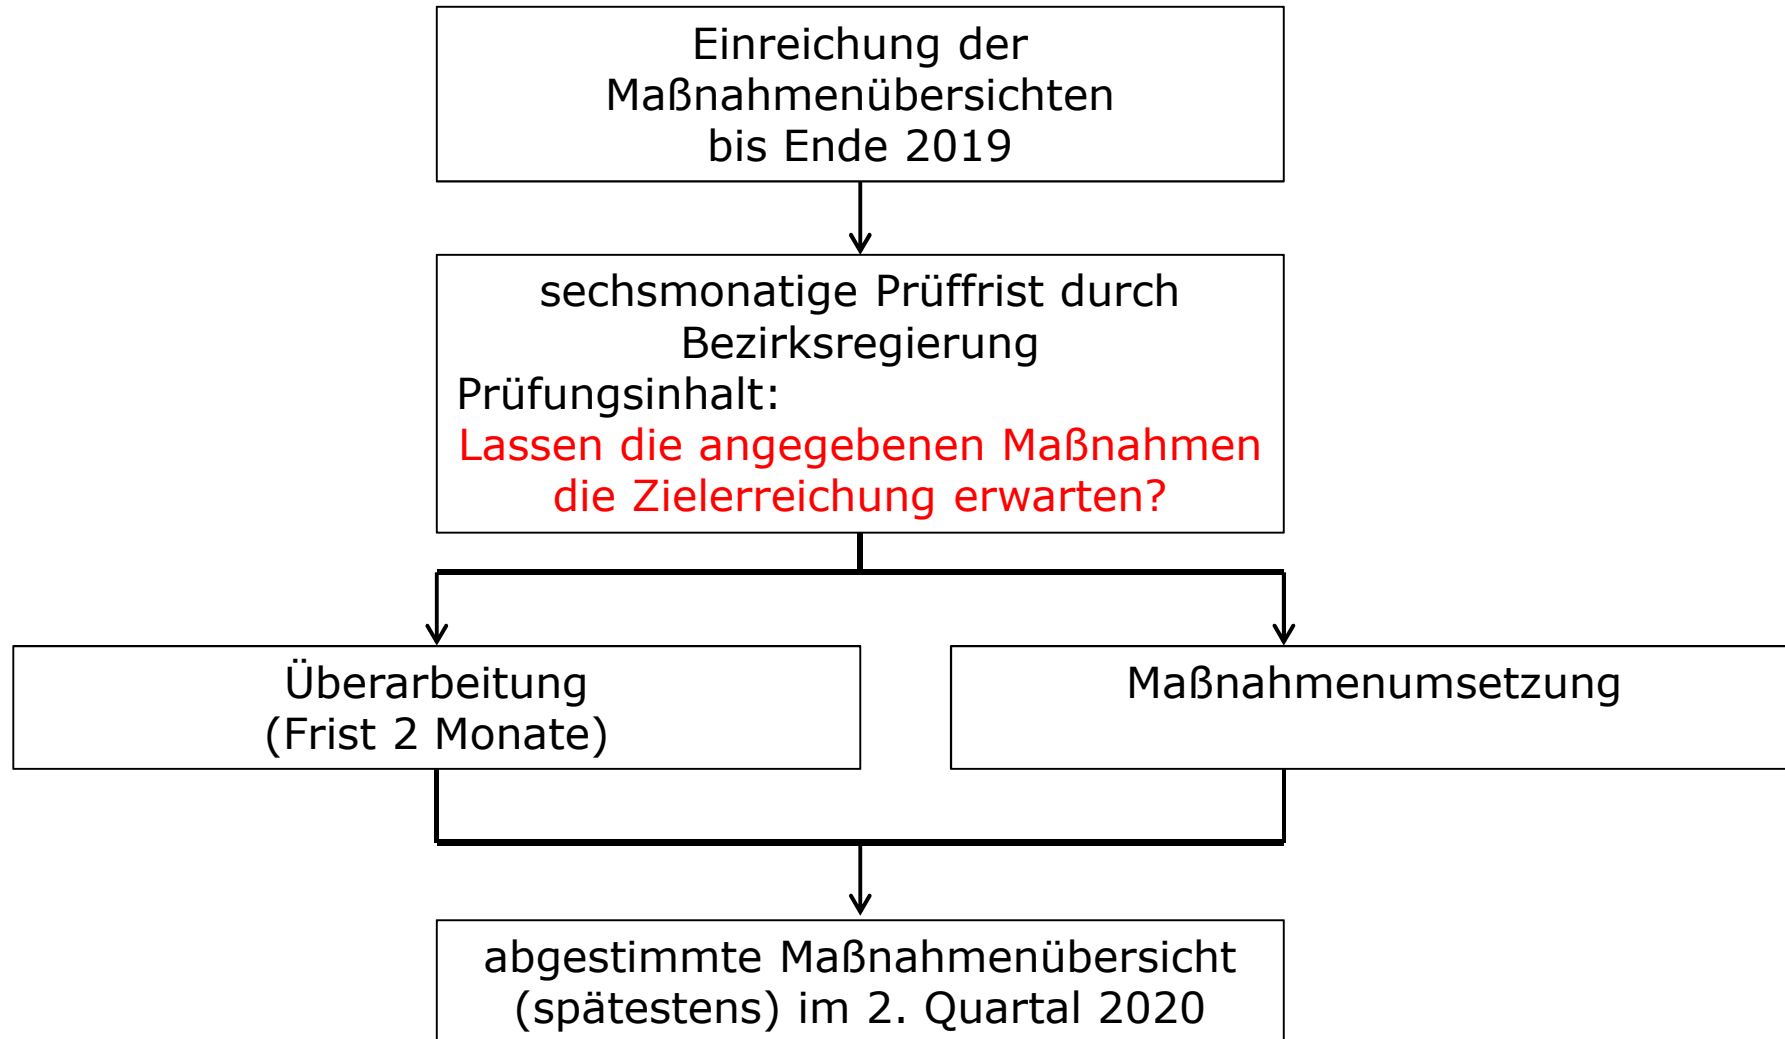 Einreichung der
Maßnahmenübersichten
bis Ende 2019
sechsmonatige Prüffrist durch
Bezirksregierung
Prüfungsinhalt:
Lassen die angegebenen Maßnahmen
die Zielerreichung erwarten?
Überarbeitung
(Frist 2 Monate)
Maßnahmenumsetzung
abgestimmte Maßnahmenübersicht
(spätestens) im 2. Quartal 2020